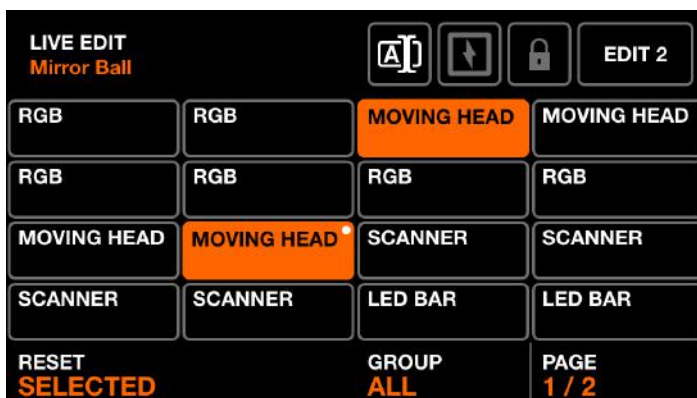 LIVE EDIT
Mirror Ball
A
EDIT 2
RGB RGB MOVING HEAD MOVING HEAD
RGB RGB RGB RGB
MOVING HEAD MOVING HEAD SCANNER SCANNER
SCANNER SCANNER LED BAR LED BAR
RESET GROUP PAGE
SELECTED ALL 1 / 2